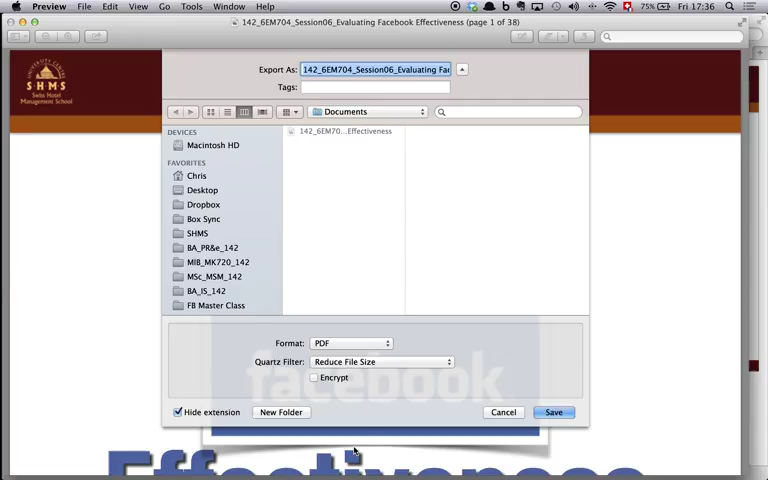 Preview File Edit View Go Tools Window Help 75% Fri 17:36
142_6EM704_Session06_Evaluating Facebook Effectiveness (page 1 of 38)
UNIVERSITY CENTRE
SHMS
Swiss Hotel
Management School
Export As: 142_6EM704_Session06_Evaluating Fac
Tags:
Documents
DEVICES
Macintosh HD
FAVORITES
Chris
Desktop
Dropbox
Box Sync
SHMS
BA_PR&e_142
MIB_MK720_142
MSc_MSM_142
BA_IS_142
FB Master Class
142_6EM70...Effectiveness
Format: PDF
Quartz Filter: Reduce File Size
Encrypt
facebook
Hide extension New Folder Cancel Save
Effectiveness